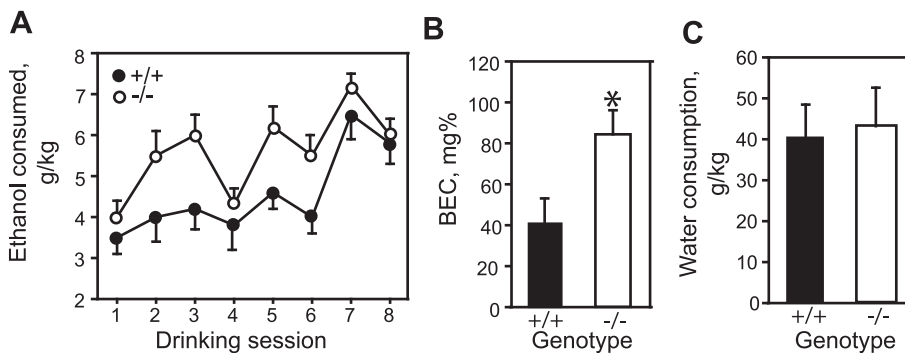 A
Ethanol consumed,
g/kg
8
7
6
5
4
3
2
+/+
-/-
1 2 3 4 5 6 7 8
Drinking session
B
BEC, mg%
120
100
80
60
40
20
0
*
+/+ -/-
Genotype
C
Water consumption,
g/kg
60
50
40
30
20
10
0
+/+ -/-
Genotype